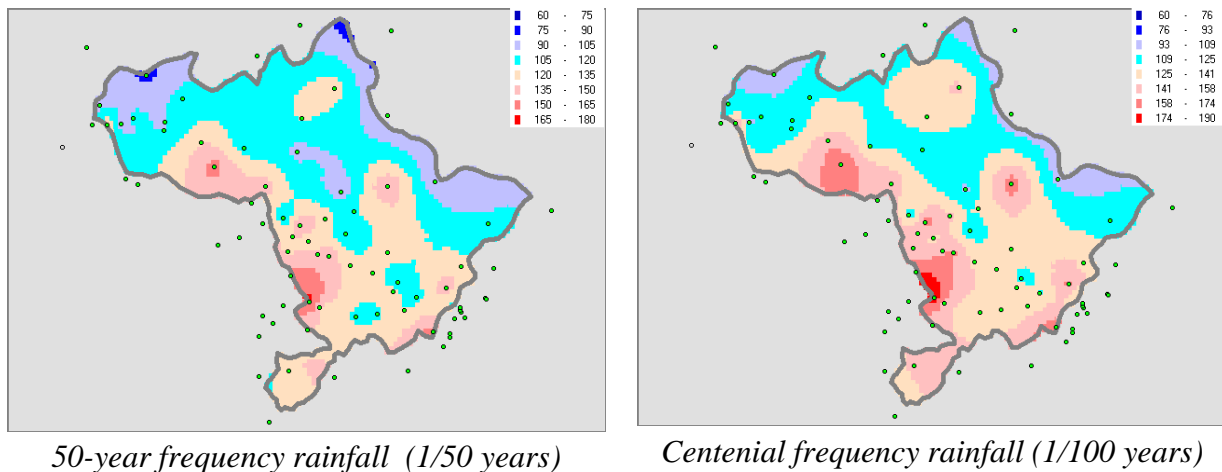 60 - 75
75 - 90
90 - 105
105 - 120
120 - 135
135 - 150
150 - 165
165 - 180
60 - 76
76 - 93
93 - 109
109 - 125
125 - 141
141 - 158
158 - 174
174 - 190
50-year frequency rainfall (1/50 years)
Centenial frequency rainfall (1/100 years)